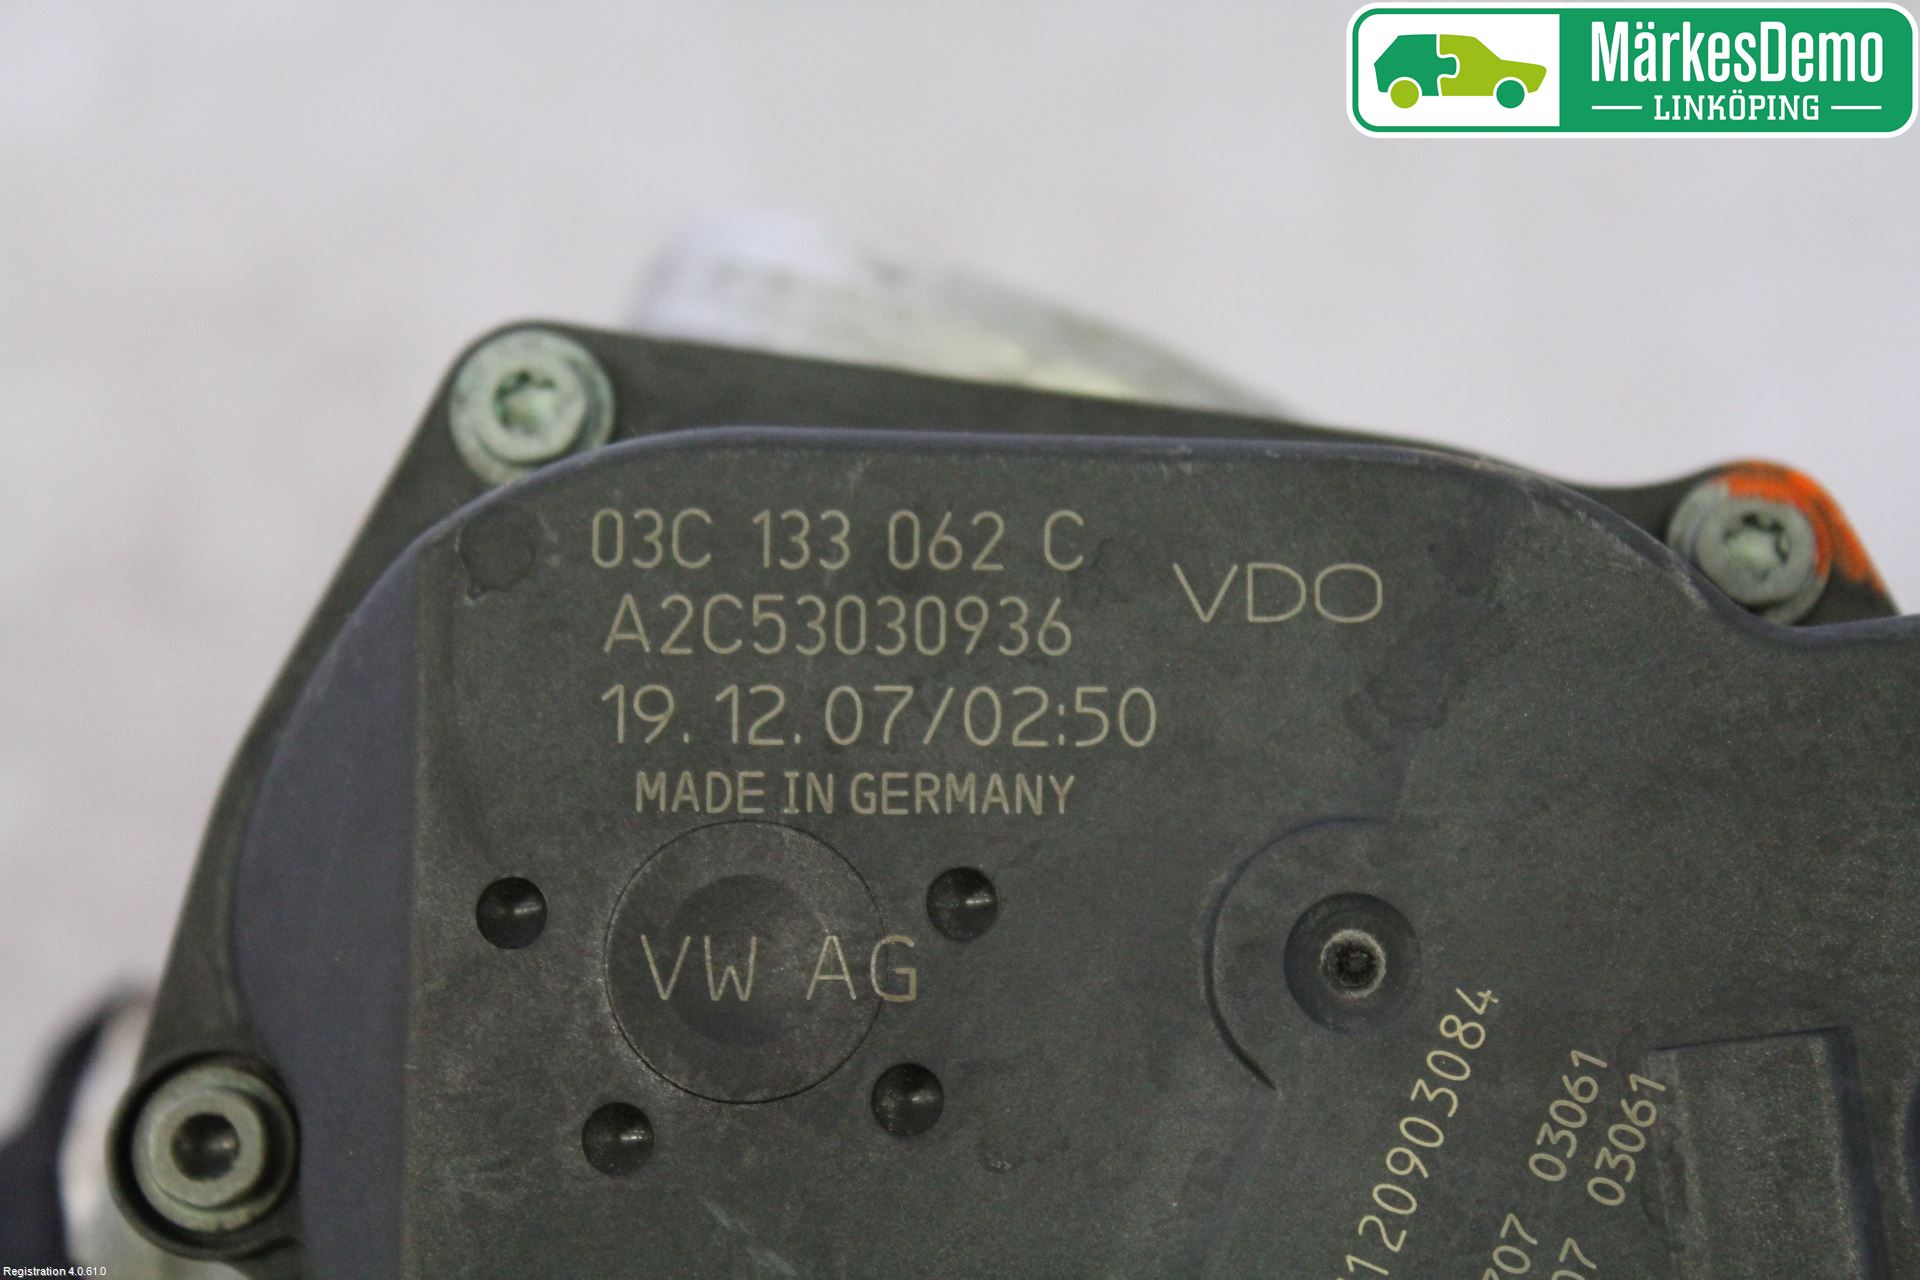 MärkesDemo
LINKÖPING
03C 133 062 C
VDO
A2C53030936
19.12.07/02:50
MADE IN GERMANY
VW AG
120903084
03061
03061
Registration 4.0.61.0